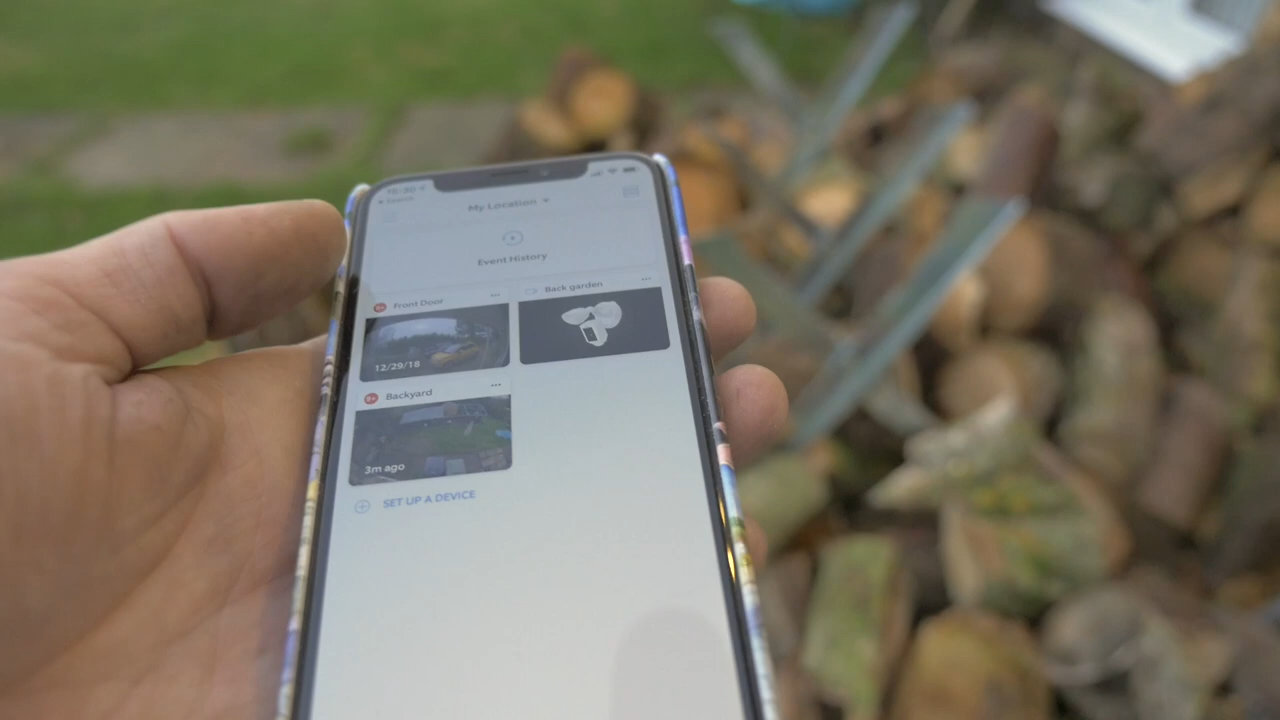 My Location
Event History
Front Door
Back garden
12/29/18
Backyard
3m ago
SET UP A DEVICE